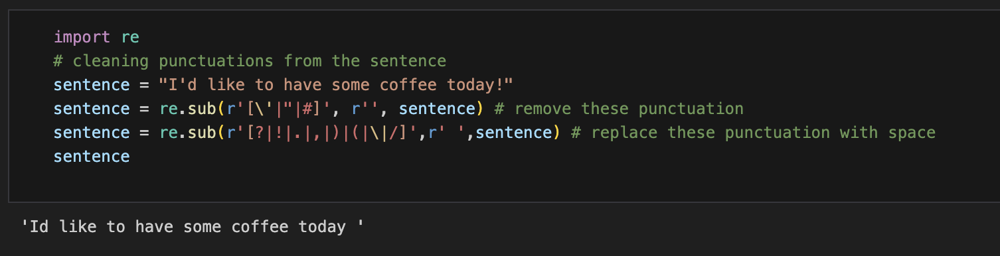 import re
# cleaning punctuations from the sentence
sentence = "I'd like to have some coffee today!"
sentence = re.sub(r'[\'|"|#]', r'', sentence) # remove these punctuation
sentence = re.sub(r'[?|!|.|,|)|(|\|/]',r' ',sentence) # replace these punctuation with space
sentence
'Id like to have some coffee today '